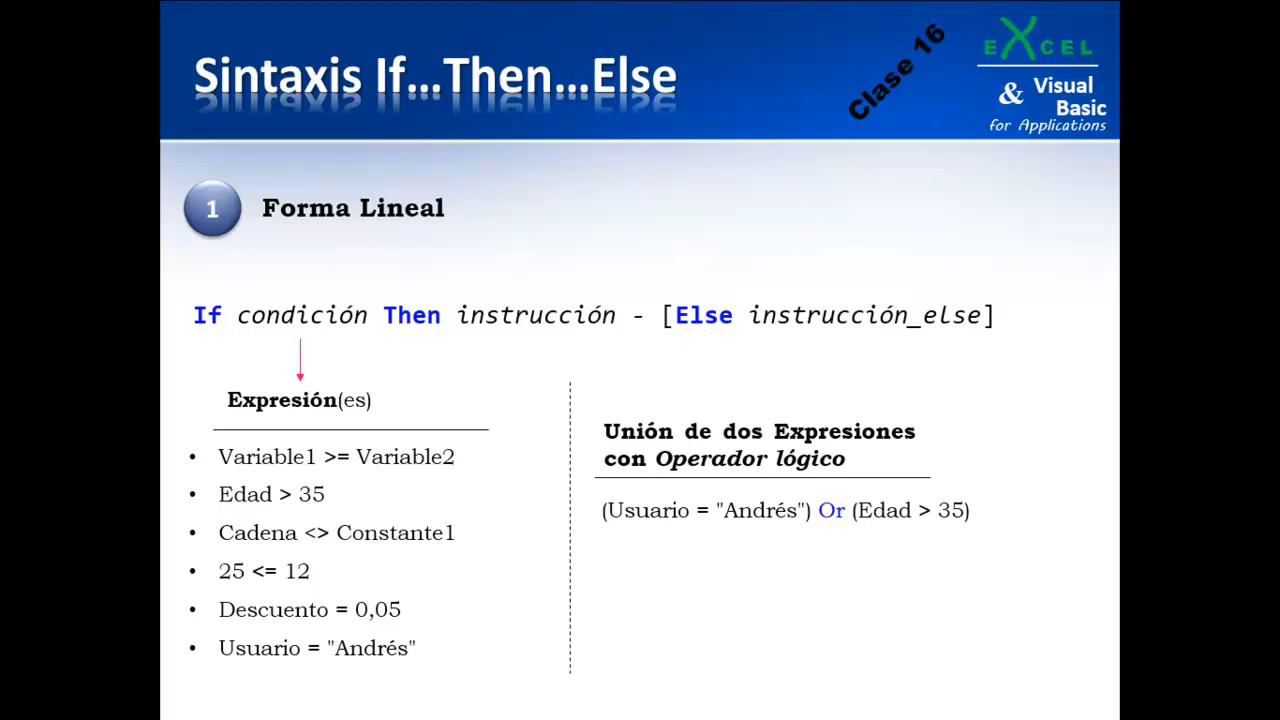 Sintaxis If...Then...Else
Clase 16
EXCEL
& Visual
Basic
for Applications
1 Forma Lineal
If condición Then instrucción - [Else instrucción_else]
Expresión(es)
• Variable1 >= Variable2
• Edad > 35
• Cadena <> Constante1
• 25 <= 12
• Descuento = 0,05
• Usuario = "Andrés"
Unión de dos Expresiones
con Operador lógico
(Usuario = "Andrés") Or (Edad > 35)